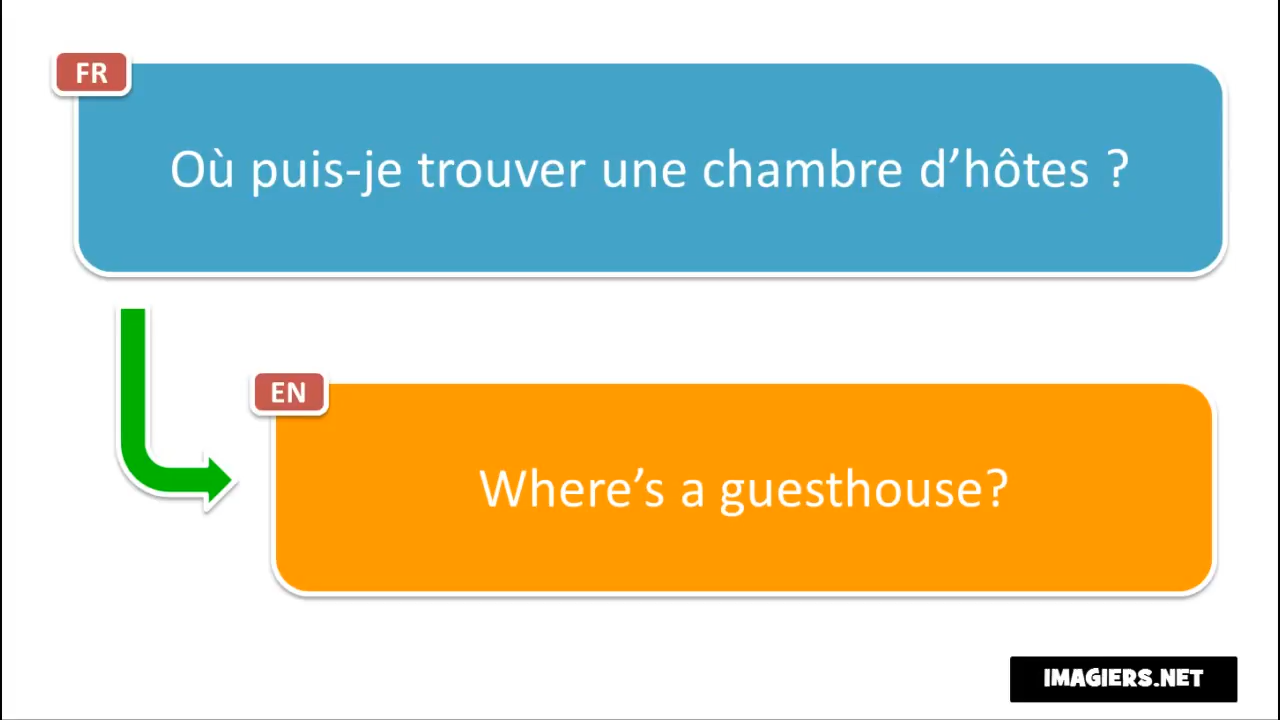 FR
Où puis-je trouver une chambre d’hôtes ?
EN
Where’s a guesthouse?
IMAGIERS.NET